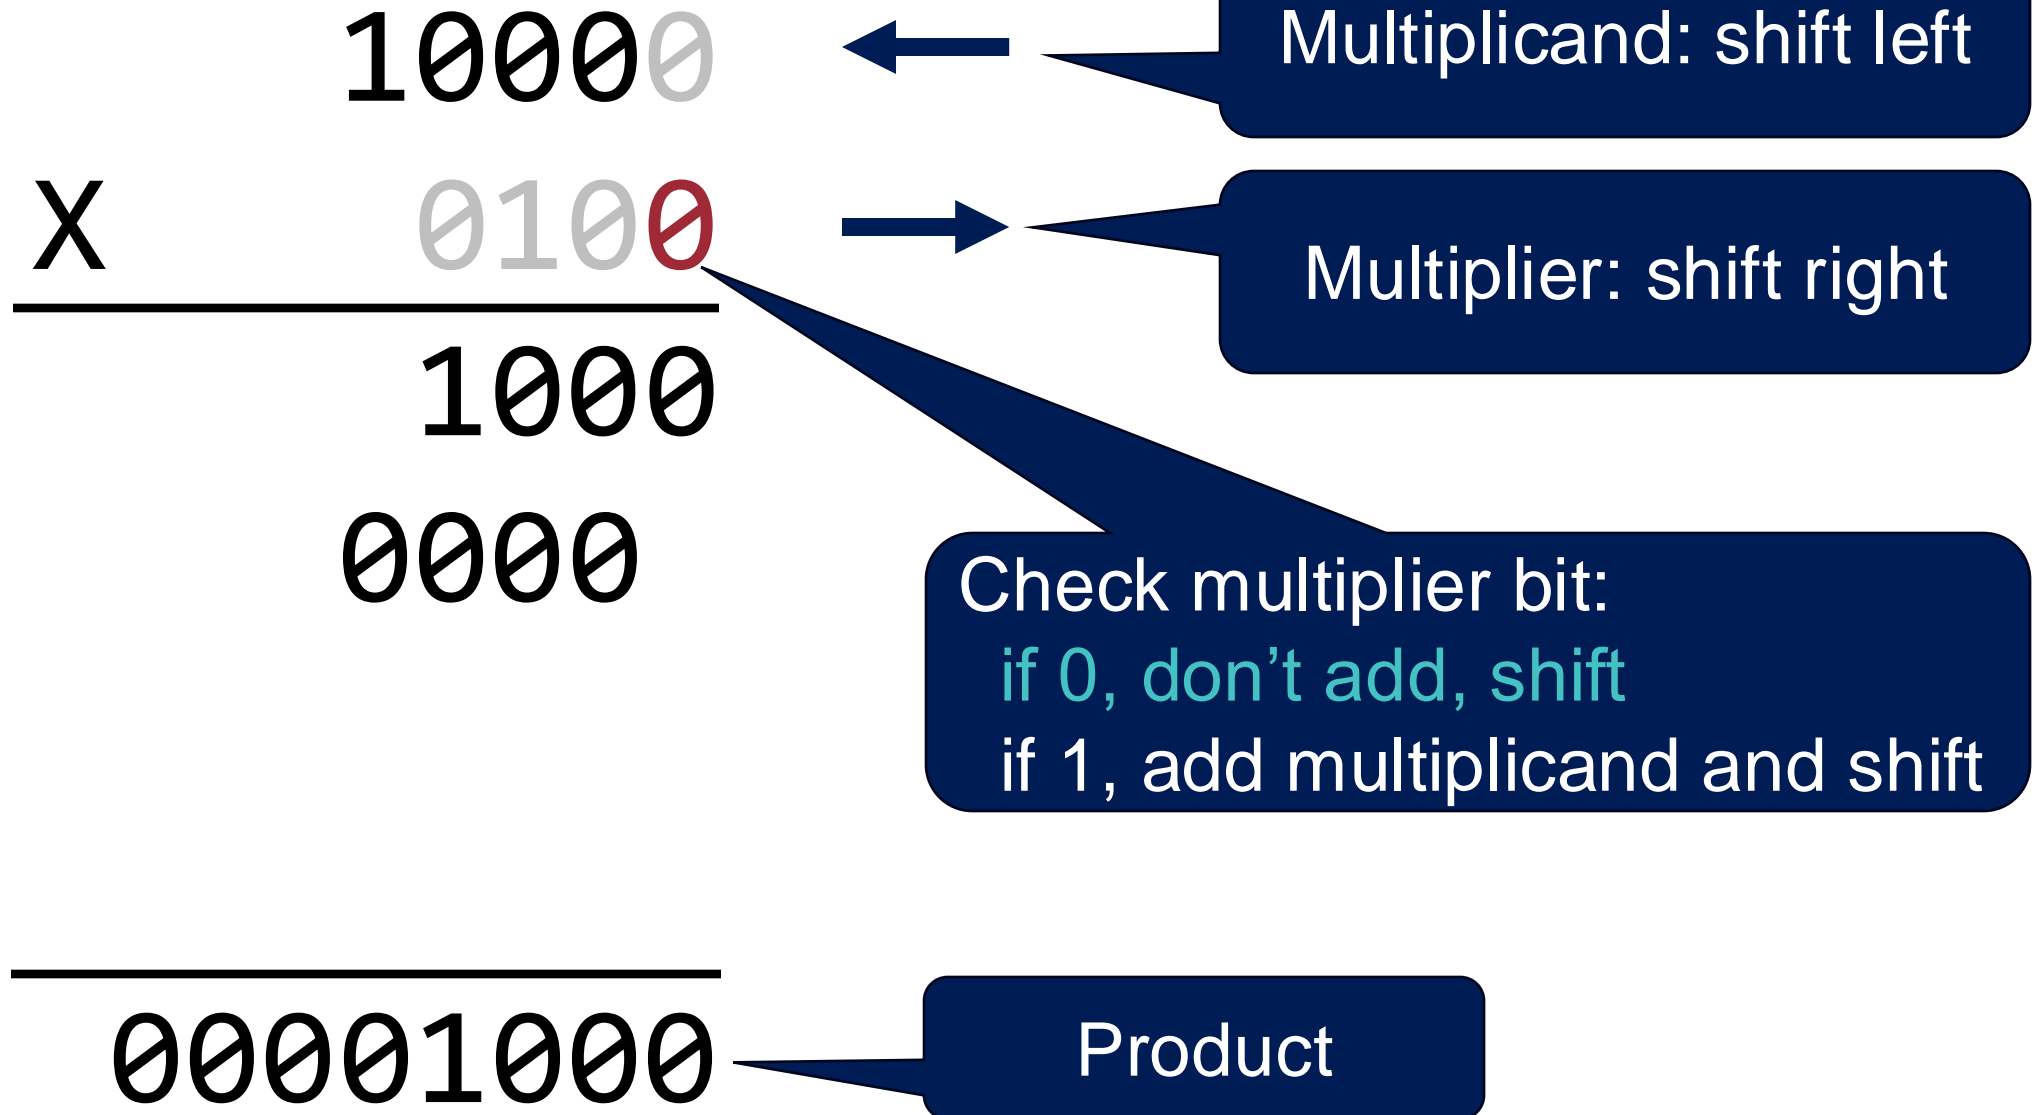 10000
Multiplicand: shift left
X 0100
Multiplier: shift right
1000
0000
Check multiplier bit:
if 0, don’t add, shift
if 1, add multiplicand and shift
00001000
Product